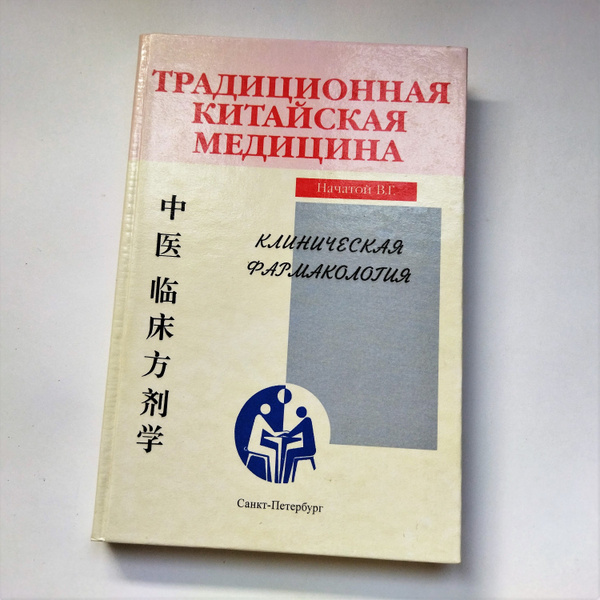 ТРАДИЦИОННАЯ
КИТАЙСКАЯ
МЕДИЦИНА
Начатой В.Г.
КЛИНИЧЕСКАЯ
ФАРМАКОЛОГИЯ
中医临床方剂学
Санкт-Петербург